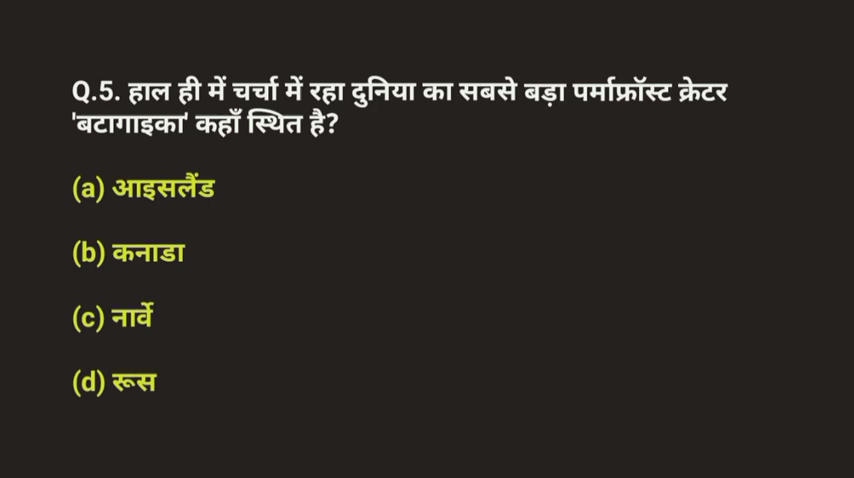 Q.5. हाल ही में चर्चा में रहा दुनिया का सबसे बड़ा पर्माफ्रॉस्ट क्रेटर
'बटागाइका' कहाँ स्थित है?
(a) आइसलैंड
(b) कनाडा
(c) नार्वे
(d) रूस